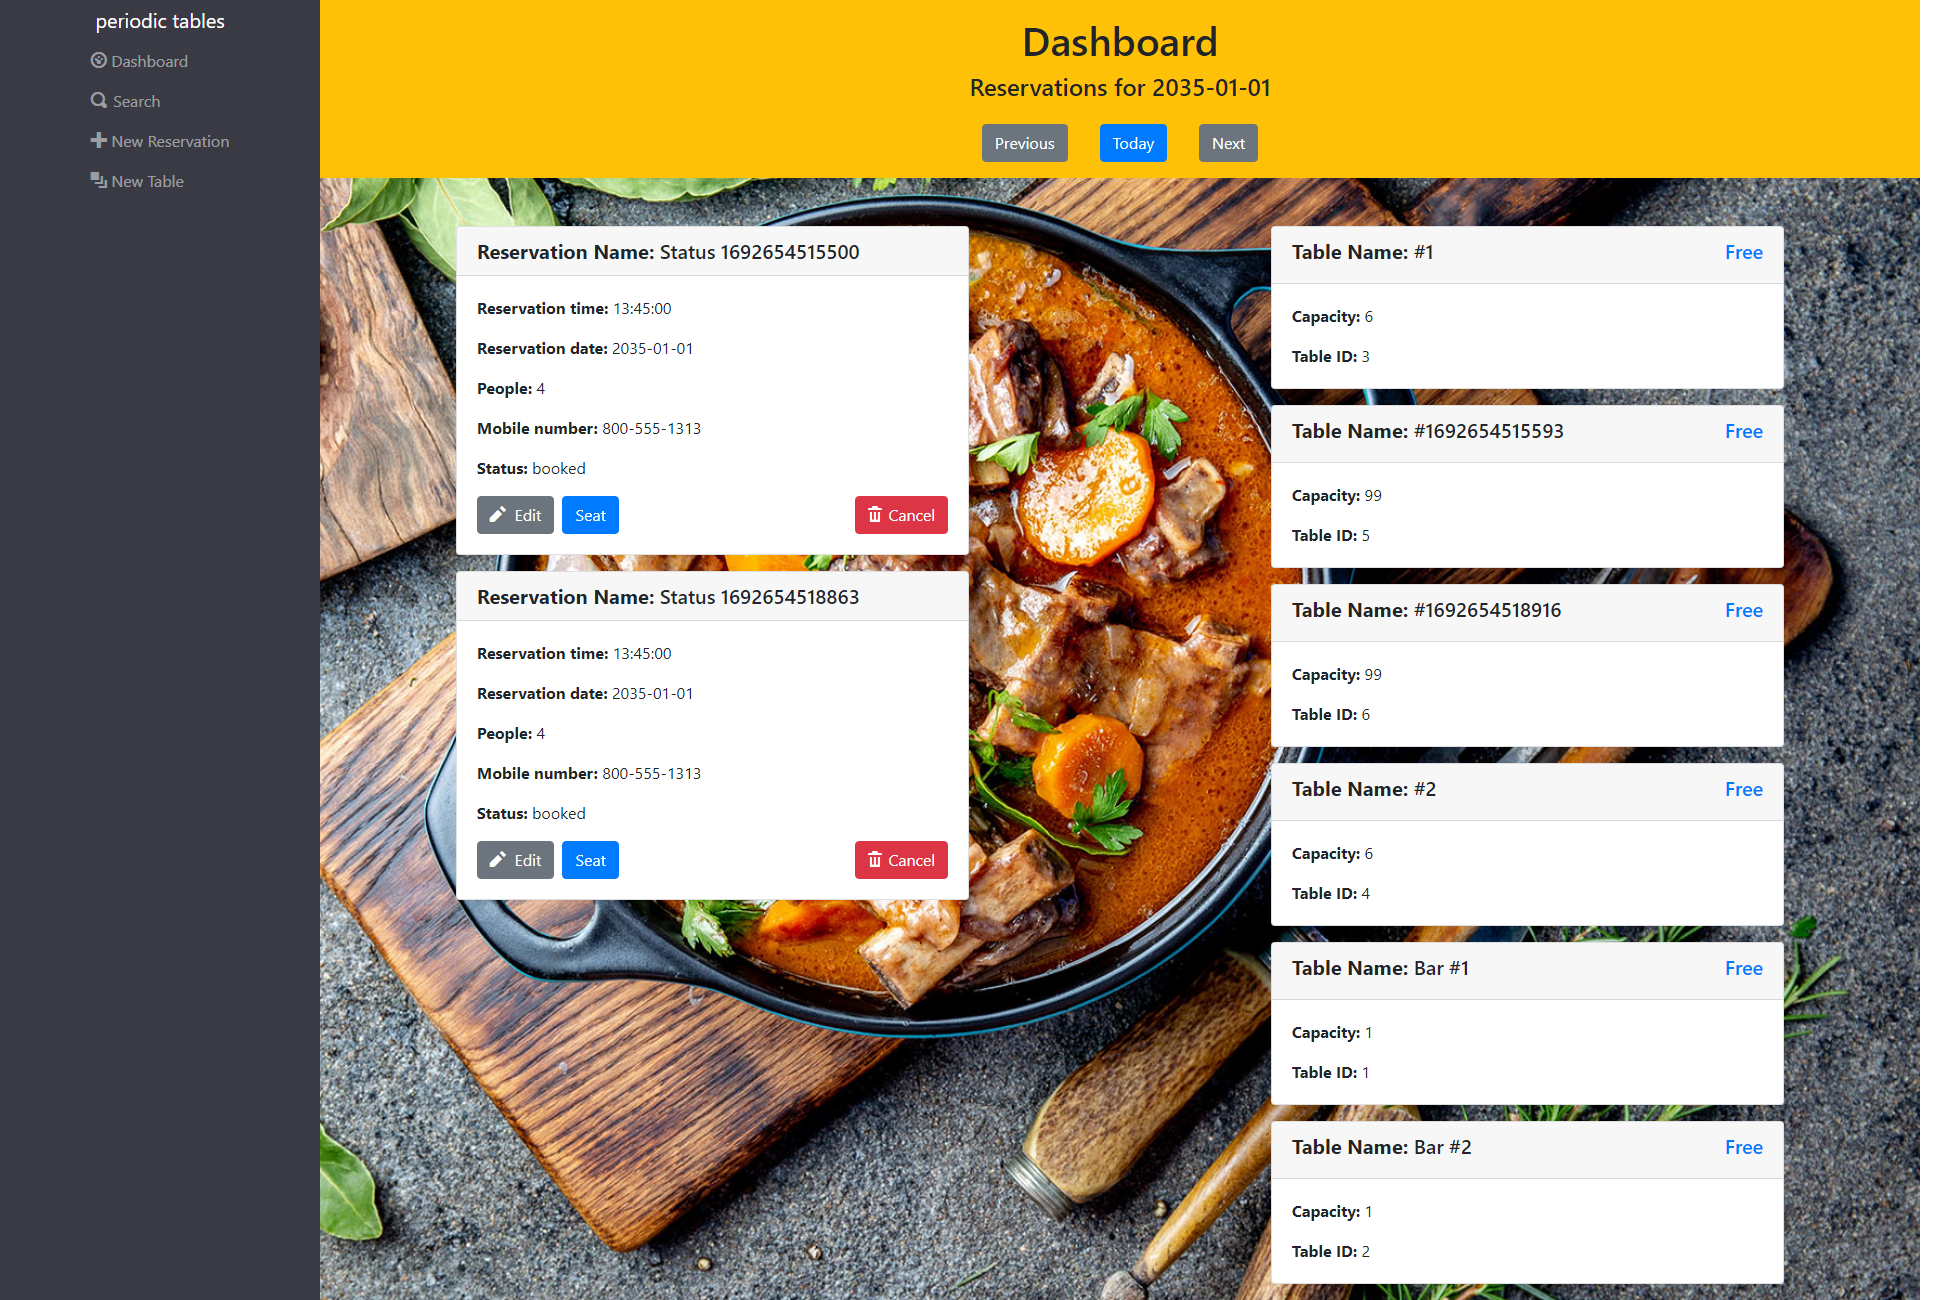 periodic tables
Dashboard
Search
New Reservation
New Table
Dashboard
Reservations for 2035-01-01
Previous Today Next
Reservation Name: Status 1692654515500
Reservation time: 13:45:00
Reservation date: 2035-01-01
People: 4
Mobile number: 800-555-1313
Status: booked
Edit Seat Cancel
Reservation Name: Status 1692654518863
Reservation time: 13:45:00
Reservation date: 2035-01-01
People: 4
Mobile number: 800-555-1313
Status: booked
Edit Seat Cancel
Table Name: #1 Free
Capacity: 6
Table ID: 3
Table Name: #1692654515593 Free
Capacity: 99
Table ID: 5
Table Name: #1692654518916 Free
Capacity: 99
Table ID: 6
Table Name: #2 Free
Capacity: 6
Table ID: 4
Table Name: Bar #1 Free
Capacity: 1
Table ID: 1
Table Name: Bar #2 Free
Capacity: 1
Table ID: 2